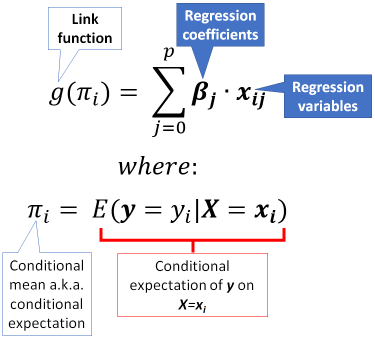 Link
function
Regression
coefficients
g(πᵢ) = ∑ⱼ₌₀ᵖ βⱼ · xᵢⱼ
Regression
variables
where:
πᵢ = E(y = yᵢ|X = xᵢ)
Conditional
mean a.k.a.
conditional
expectation
Conditional
expectation of y on
X=xᵢ